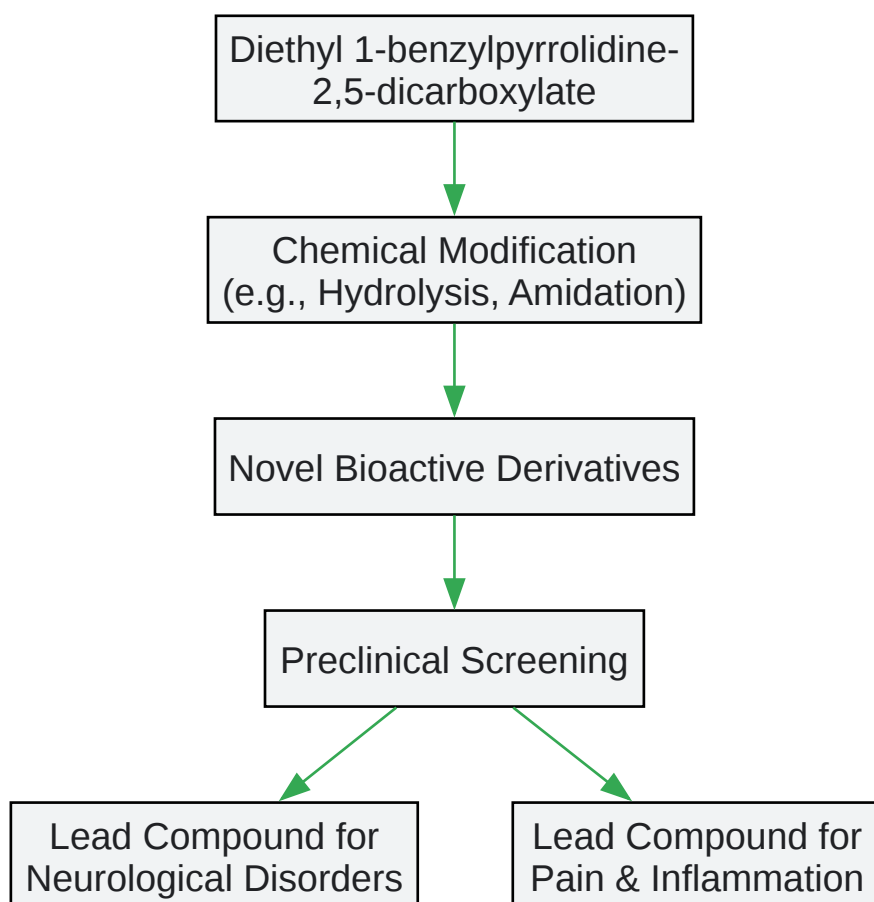 Diethyl 1-benzylpyrrolidine-
2,5-dicarboxylate
Chemical Modification
(e.g., Hydrolysis, Amidation)
Novel Bioactive Derivatives
Preclinical Screening
Lead Compound for
Neurological Disorders
Lead Compound for
Pain & Inflammation